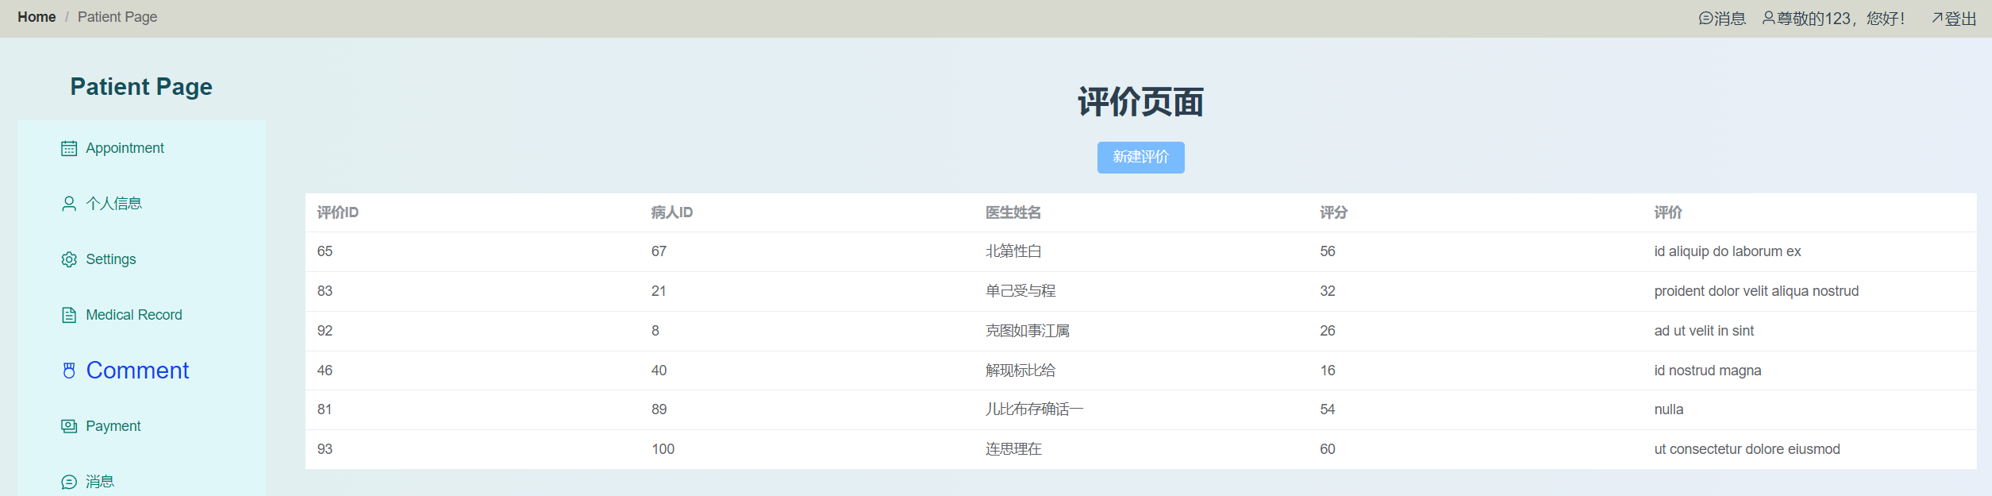 Home / Patient Page
消息 尊敬的123，您好！ 登出
Patient Page
Appointment
个人信息
Settings
Medical Record
Comment
Payment
消息
评价页面
新建评价
评价ID 病人ID 医生姓名 评分 评价
65 67 北第性白 56 id aliquip do laborum ex
83 21 单己受与程 32 proident dolor velit aliqua nostrud
92 8 克图如事江属 26 ad ut velit in sint
46 40 解现标比给 16 id nostrud magna
81 89 儿比布存确话一 54 nulla
93 100 连思理在 60 ut consectetur dolore eiusmod